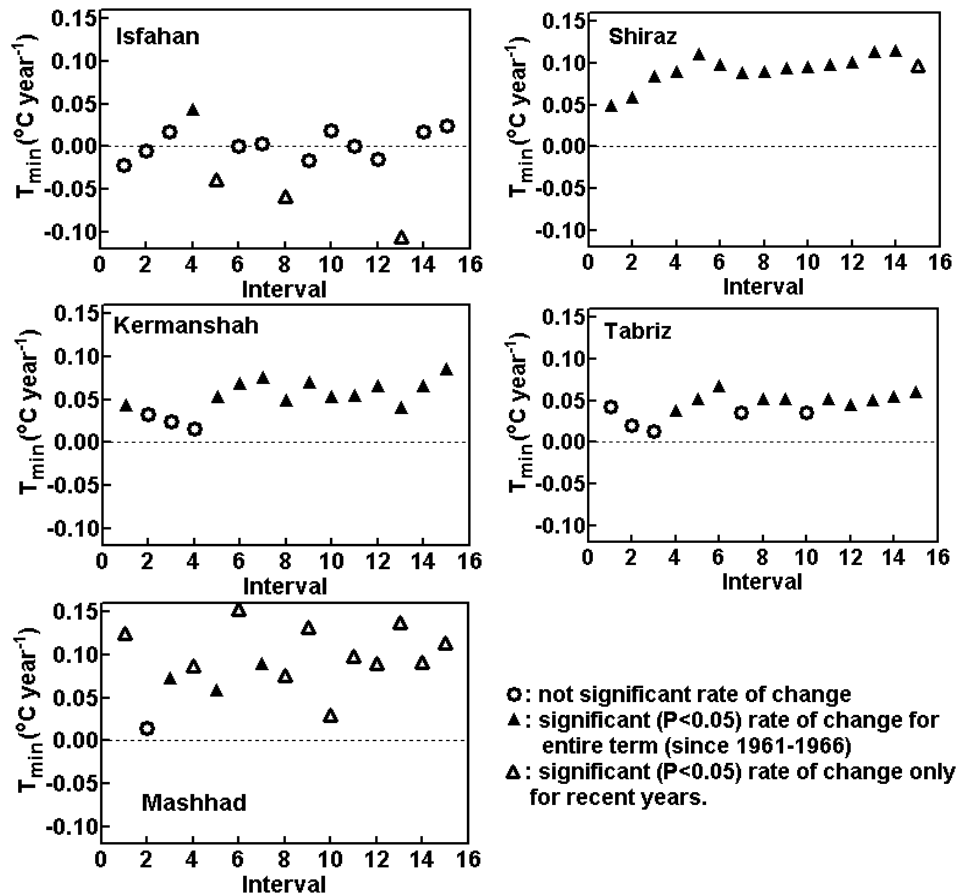 Isfahan
T min (°C year-1)
0.15
0.10
0.05
0.00
-0.05
-0.10
0 2 4 6 8 10 12 14 16
Interval
Shiraz
T min (°C year-1)
0.15
0.10
0.05
0.00
-0.05
-0.10
0 2 4 6 8 10 12 14 16
Interval
Kermanshah
T min (°C year-1)
0.15
0.10
0.05
0.00
-0.05
-0.10
0 2 4 6 8 10 12 14 16
Interval
Tabriz
T min (°C year-1)
0.15
0.10
0.05
0.00
-0.05
-0.10
0 2 4 6 8 10 12 14 16
Interval
Mashhad
T min (°C year-1)
0.15
0.10
0.05
0.00
-0.05
-0.10
0 2 4 6 8 10 12 14 16
Interval
: not significant rate of change
: significant (P<0.05) rate of change for
entire term (since 1961-1966)
: significant (P<0.05) rate of change only
for recent years.